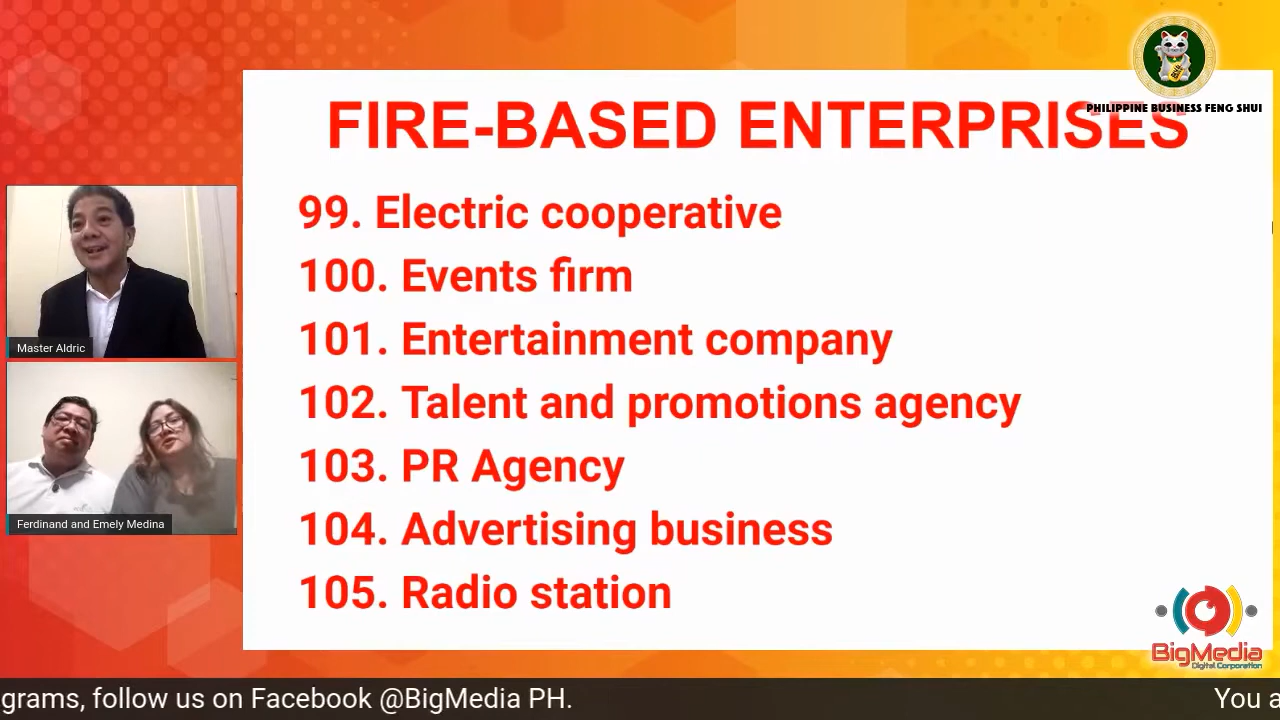 PHILIPPINE BUSINESS FENG SHUI
FIRE-BASED ENTERPRISES
99. Electric cooperative
100. Events firm
101. Entertainment company
102. Talent and promotions agency
103. PR Agency
104. Advertising business
105. Radio station
Master Aldric
Ferdinand and Emely Medina
BigMedia
Digital Corporation
grams, follow us on Facebook @BigMedia PH.
You a